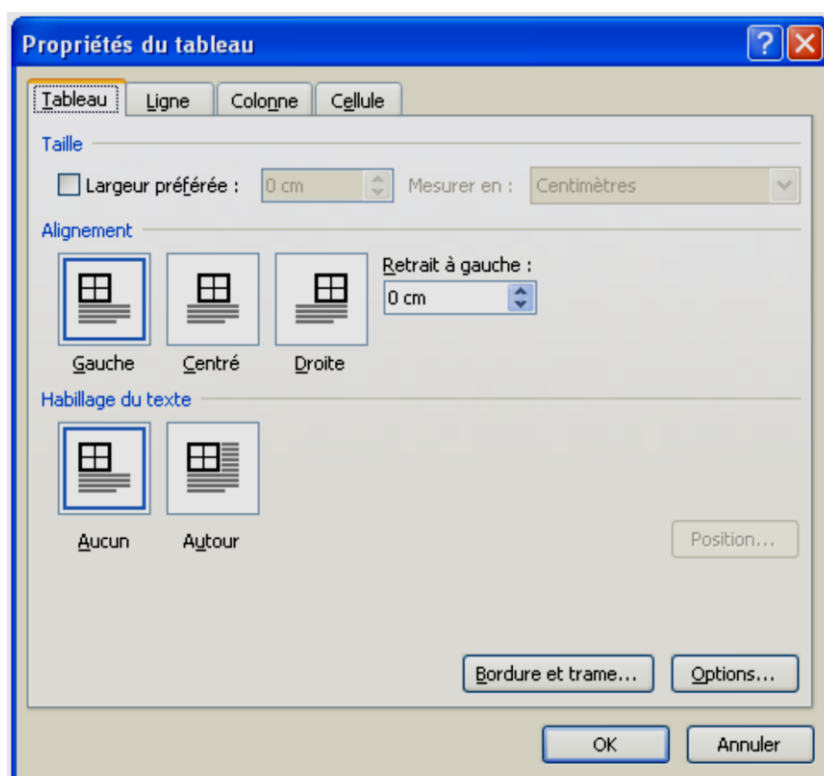 Propriétés du tableau
Tableau Ligne Colonne Cellule
Taille
Largeur préférée : 0 cm Mesurer en : Centimètres
Alignement
Retrait à gauche :
0 cm
Gauche Centré Droite
Habillage du texte
Aucun Autour
Position...
Bordure et trame... Options...
OK Annuler